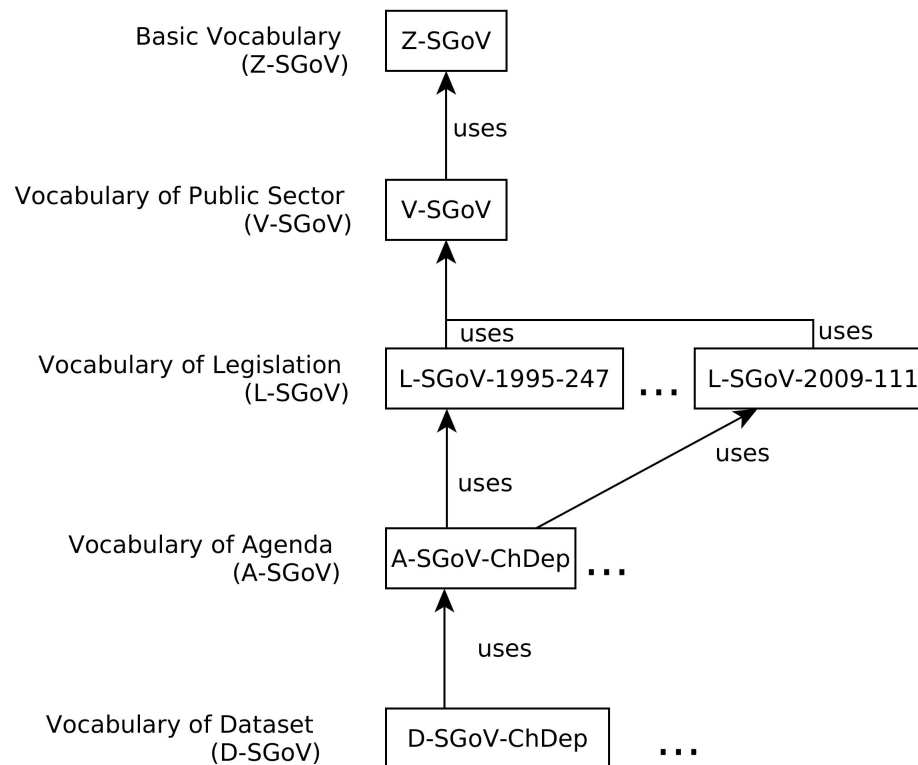 Basic Vocabulary
(Z-SGoV)
Z-SGoV
uses
Vocabulary of Public Sector
(V-SGoV)
V-SGoV
uses
uses
Vocabulary of Legislation
(L-SGoV)
L-SGoV-1995-247
...
L-SGoV-2009-111
uses
uses
Vocabulary of Agenda
(A-SGoV)
A-SGoV-ChDep
...
uses
Vocabulary of Dataset
(D-SGoV)
D-SGoV-ChDep
...